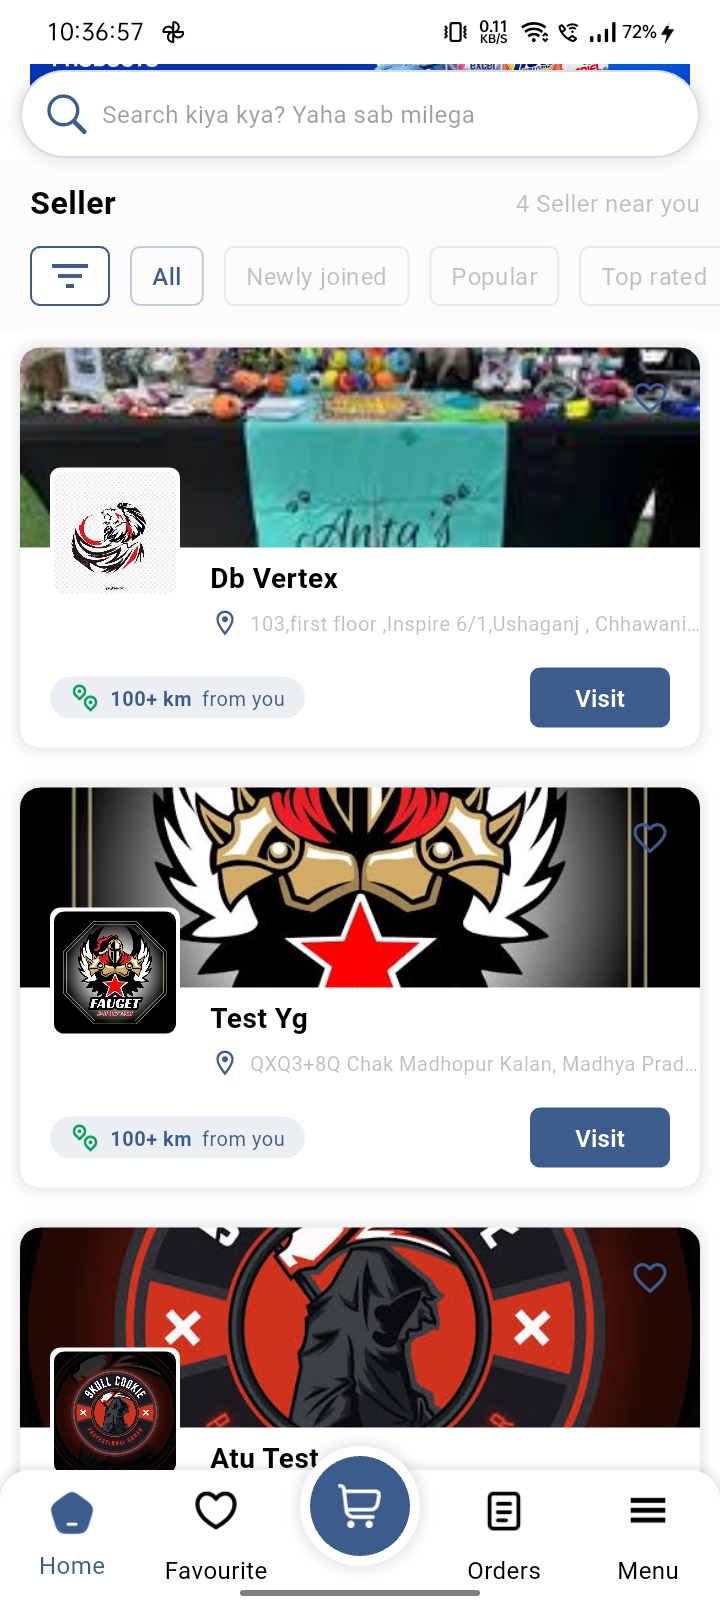 10:36:57
0.11
KB/S
72%
excel
Search kiya kya? Yaha sab milega
Seller
4 Seller near you
All
Newly joined
Popular
Top rated
Anita's
Db Vertex
103,first floor ,Inspire 6/1,Ushaganj , Chhawani...
100+ km from you
Visit
FAUGET
Test Yg
QXQ3+8Q Chak Madhopur Kalan, Madhya Prad...
100+ km from you
Visit
SKULL COOKIE
PROFESSIONAL GAMER
Atu Test
Home
Favourite
Orders
Menu